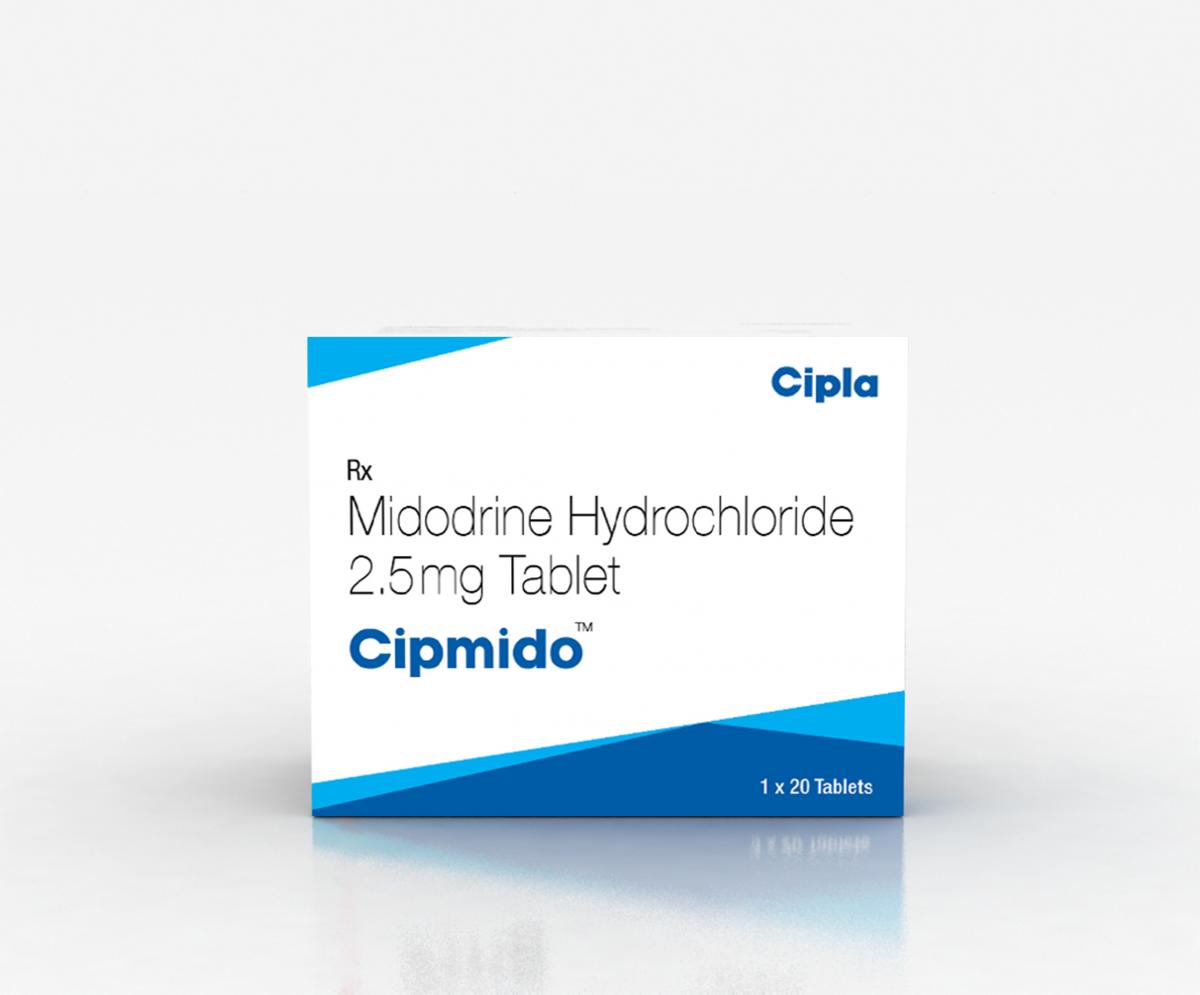 Cipla
Rx
Midodrine Hydrochloride
2.5mg Tablet
Cipmido™
1 x 20 Tablets